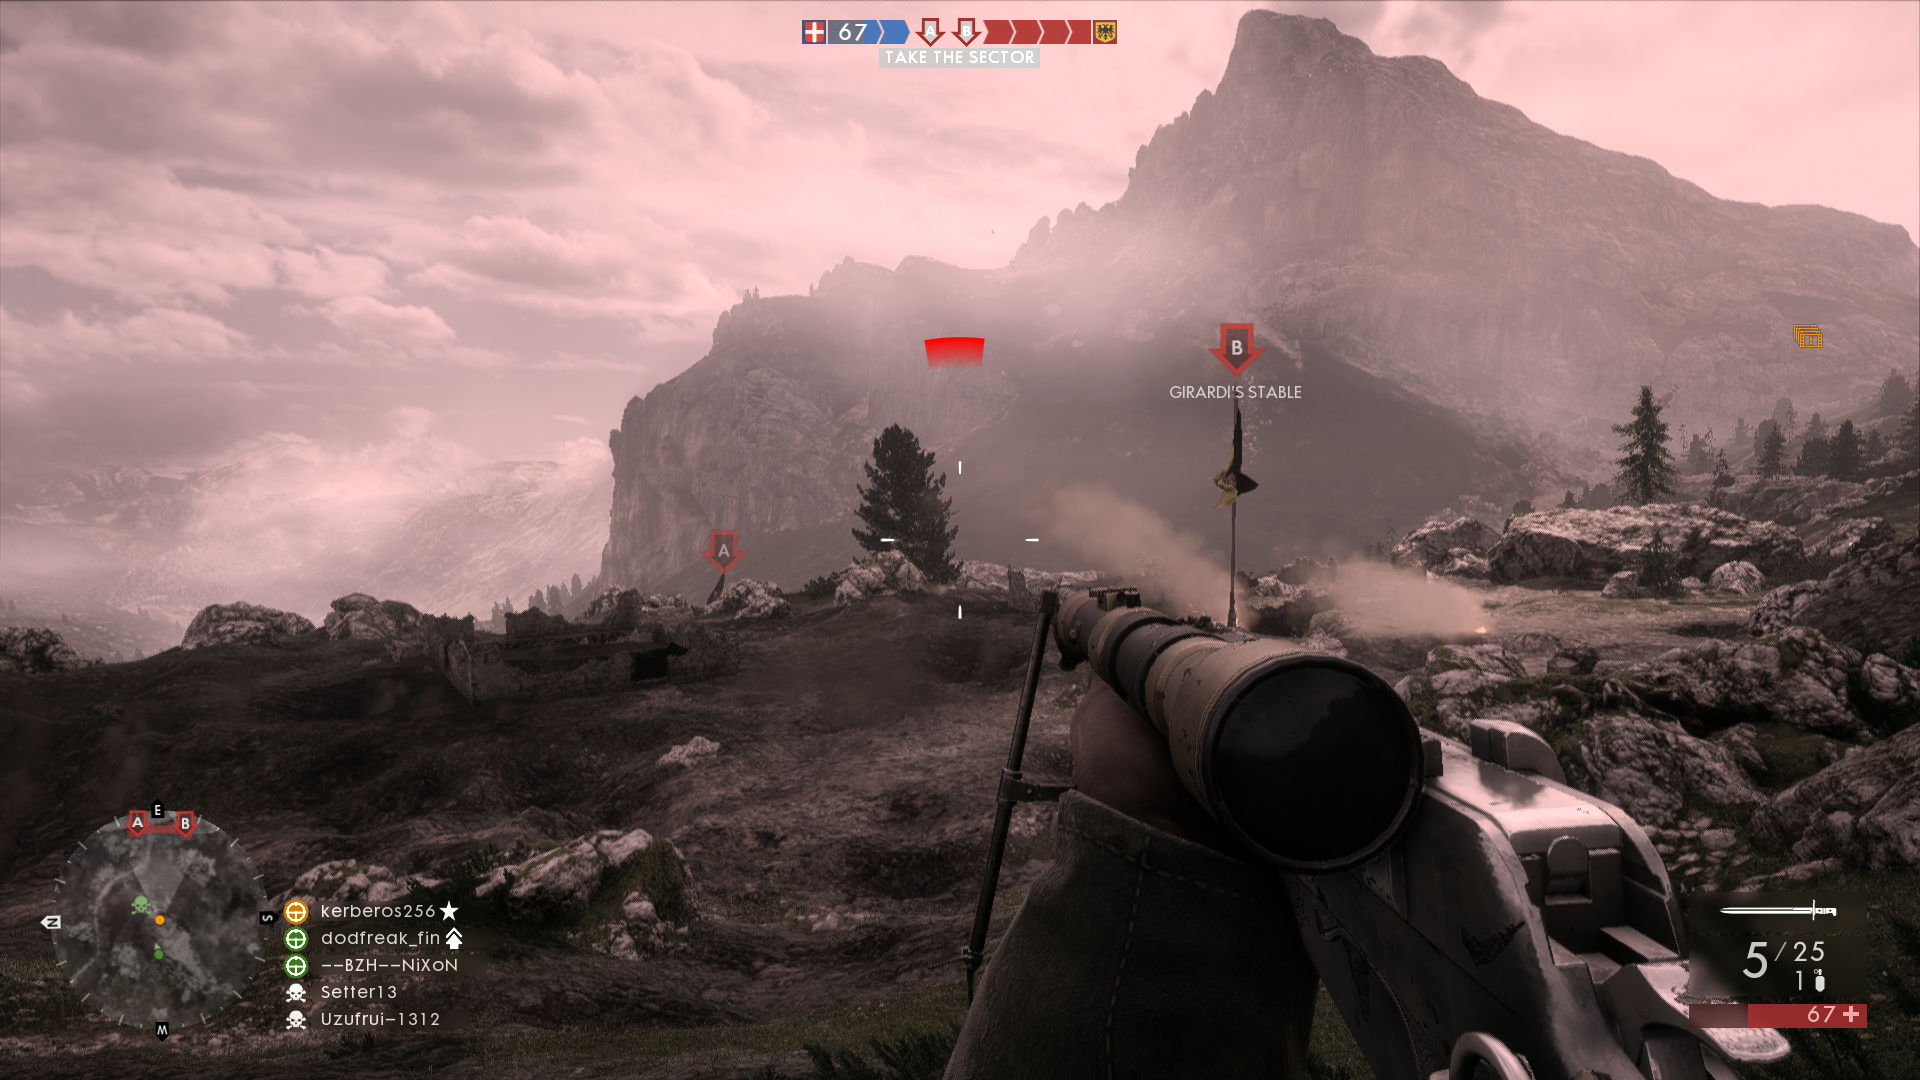 67
A
B
TAKE THE SECTOR
B
GIRARDI'S STABLE
A
E
A
B
N
S
W
kerberos256
dodfreak_fin
--BZH--NiXoN
Setter13
Uzufrui-1312
5/25
1
67+